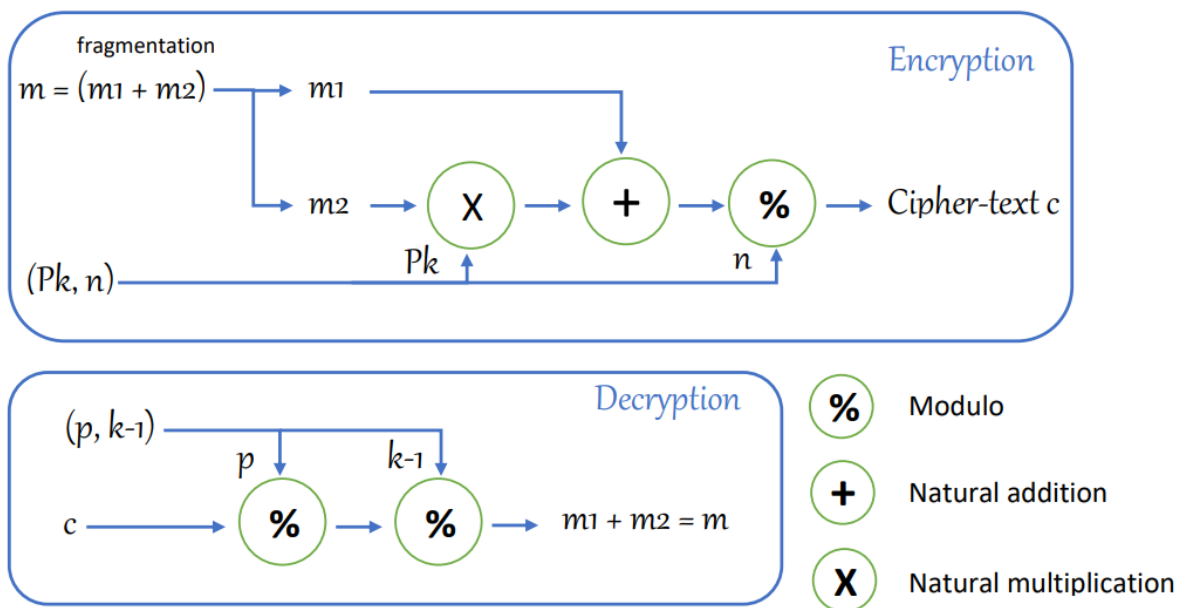 fragmentation
Encryption
m = (m1 + m2)
m1
m2
X
+
%
Cipher-text c
Pk
n
(Pk, n)
Decryption
(p, k-1)
p
k-1
c
%
%
m1 + m2 = m
% Modulo
+ Natural addition
X Natural multiplication